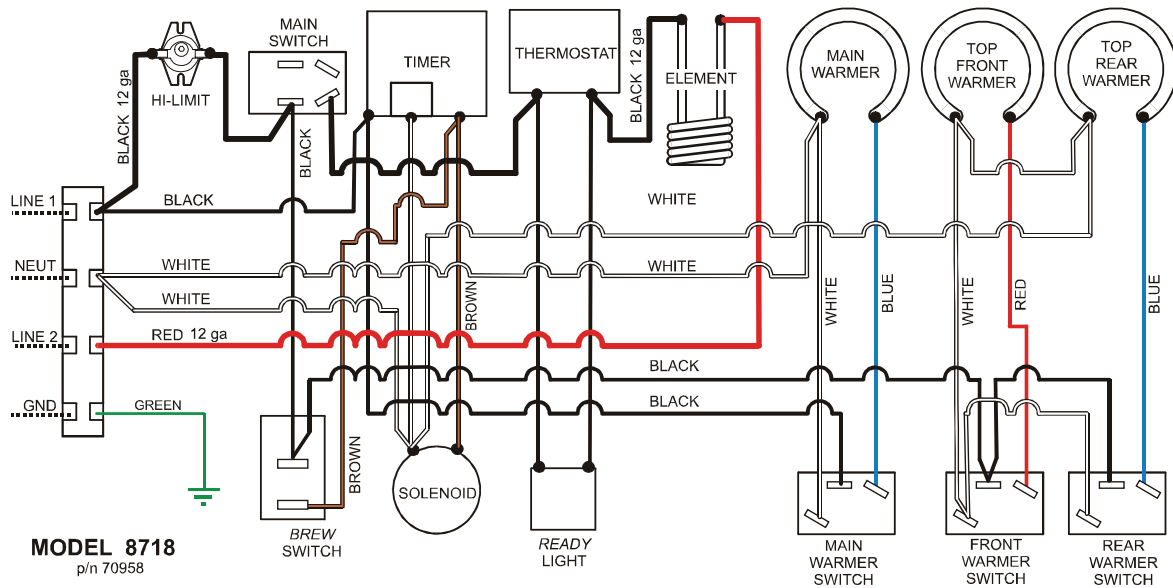 MAIN
SWITCH
TIMER
THERMOSTAT
BLACK 12 ga
ELEMENT
MAIN
WARMER
TOP
FRONT
WARMER
TOP
REAR
WARMER
HI-LIMIT
BLACK 12 ga
BLACK
LINE 1
BLACK
WHITE
NEUT
WHITE
WHITE
WHITE
LINE 2
RED 12 ga
BROWN
WHITE
BLUE
WHITE
RED
BLUE
BLACK
GND
GREEN
BLACK
BROWN
SOLENOID
BREW
SWITCH
READY
LIGHT
MAIN
WARMER
SWITCH
FRONT
WARMER
SWITCH
REAR
WARMER
SWITCH
MODEL 8718
p/n 70958